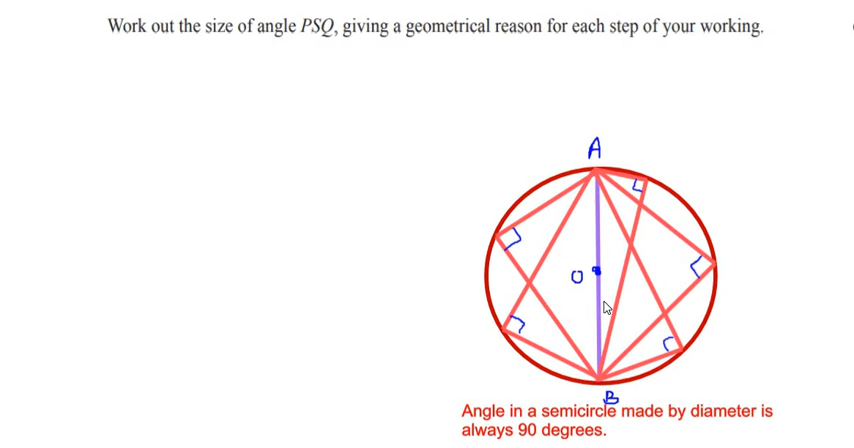 Work out the size of angle PSQ, giving a geometrical reason for each step of your working.
A
O
B
Angle in a semicircle made by diameter is
always 90 degrees.